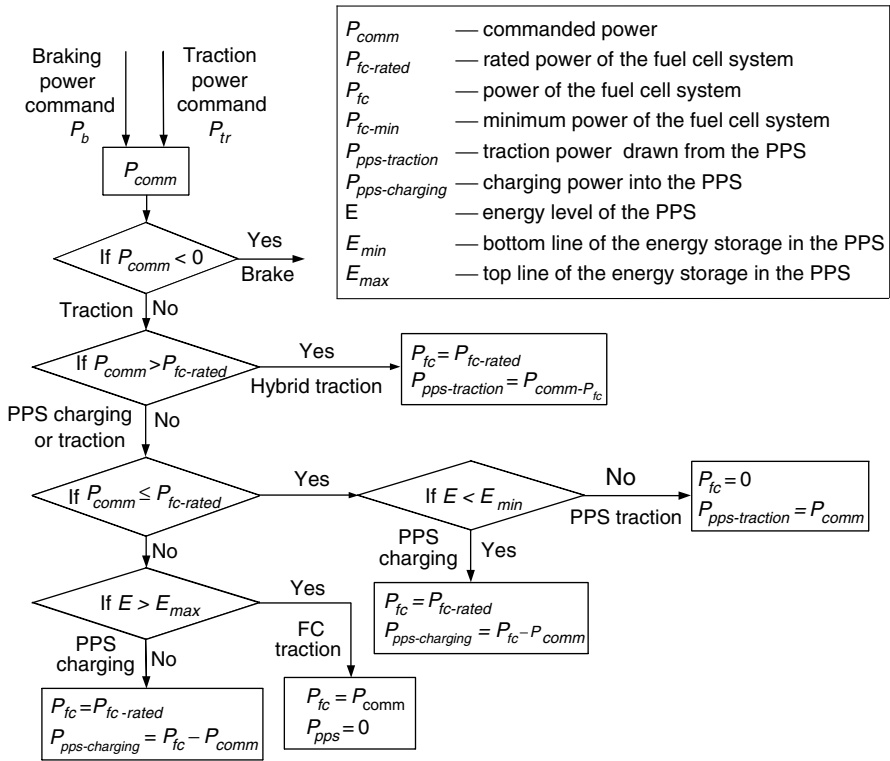 Braking power command P_b
Traction power command P_tr
P_comm
If P_comm < 0
Yes
Brake
Traction
No
If P_comm > P_fc-rated
Yes
Hybrid traction
P_fc = P_fc-rated
P_pps-traction = P_comm-P_fc
PPS charging or traction
No
If P_comm ≤ P_fc-rated
Yes
If E < E_min
No
PPS traction
P_fc = 0
P_pps-traction = P_comm
PPS charging
Yes
P_fc = P_fc-rated
P_pps-charging = P_fc – P_comm
No
If E > E_max
Yes
FC traction
P_fc = P_comm
P_pps = 0
PPS charging
No
P_fc = P_fc-rated
P_pps-charging = P_fc – P_comm
P_comm — commanded power
P_fc-rated — rated power of the fuel cell system
P_fc — power of the fuel cell system
P_fc-min — minimum power of the fuel cell system
P_pps-traction — traction power drawn from the PPS
P_pps-charging — charging power into the PPS
E — energy level of the PPS
E_min — bottom line of the energy storage in the PPS
E_max — top line of the energy storage in the PPS